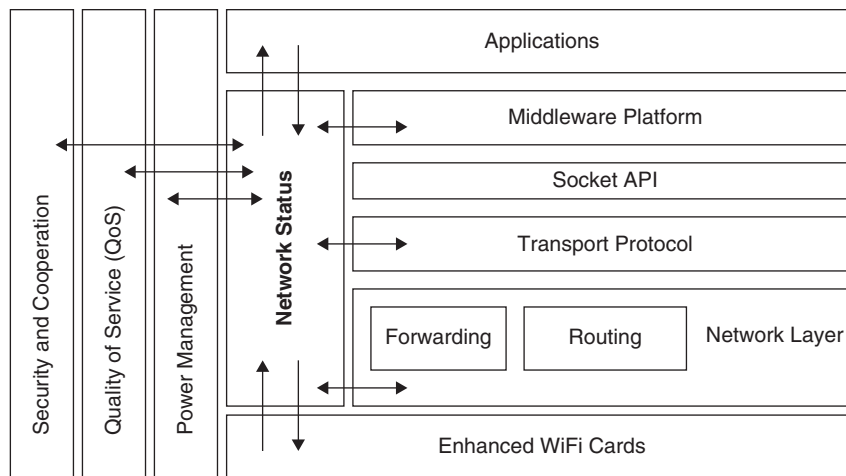 Security and Cooperation
Quality of Service (QoS)
Power Management
Network Status
Applications
Middleware Platform
Socket API
Transport Protocol
Forwarding
Routing
Network Layer
Enhanced WiFi Cards